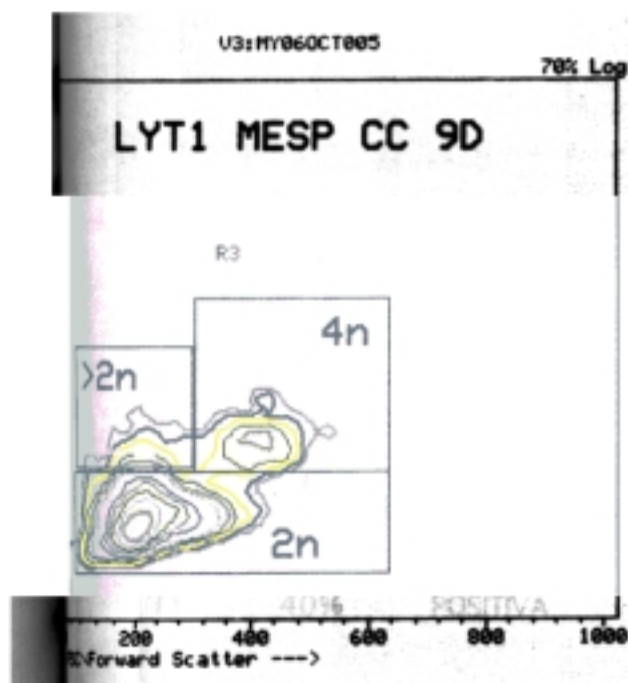 V3:MY06OCT005
70% Log
LYT1 MESP CC 9D
R3
4n
>2n
2n
40% POSITIVA
200 400 600 800 1000
\Forward Scatter --->